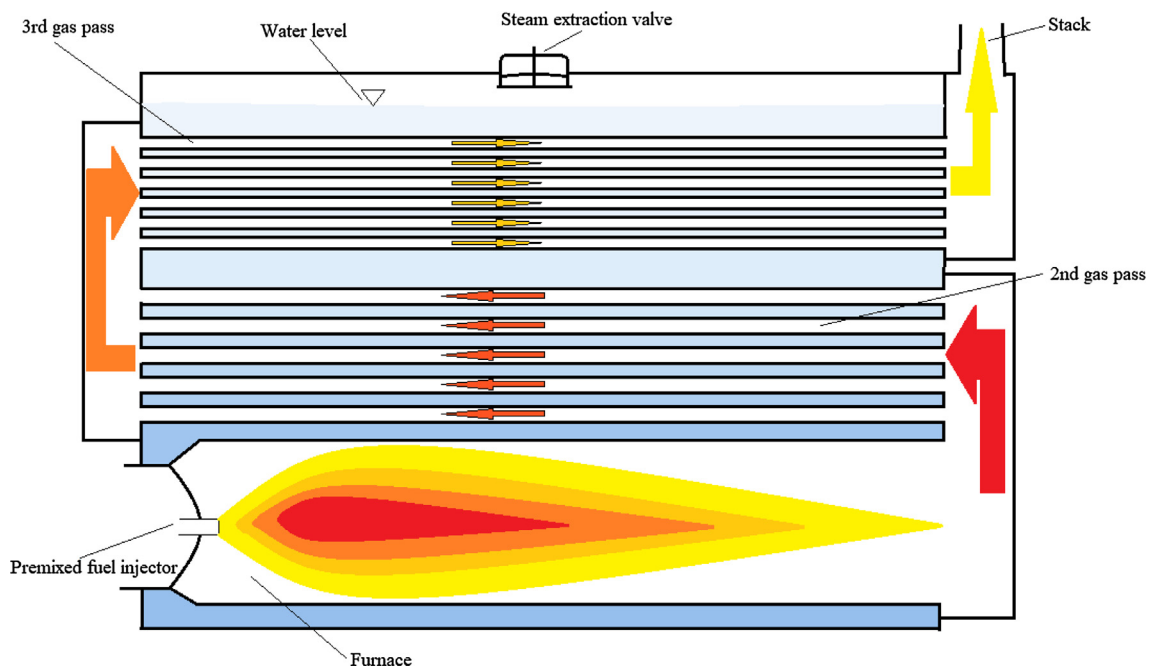 Steam extraction valve
3rd gas pass
Water level
Stack
2nd gas pass
Premixed fuel injector
Furnace